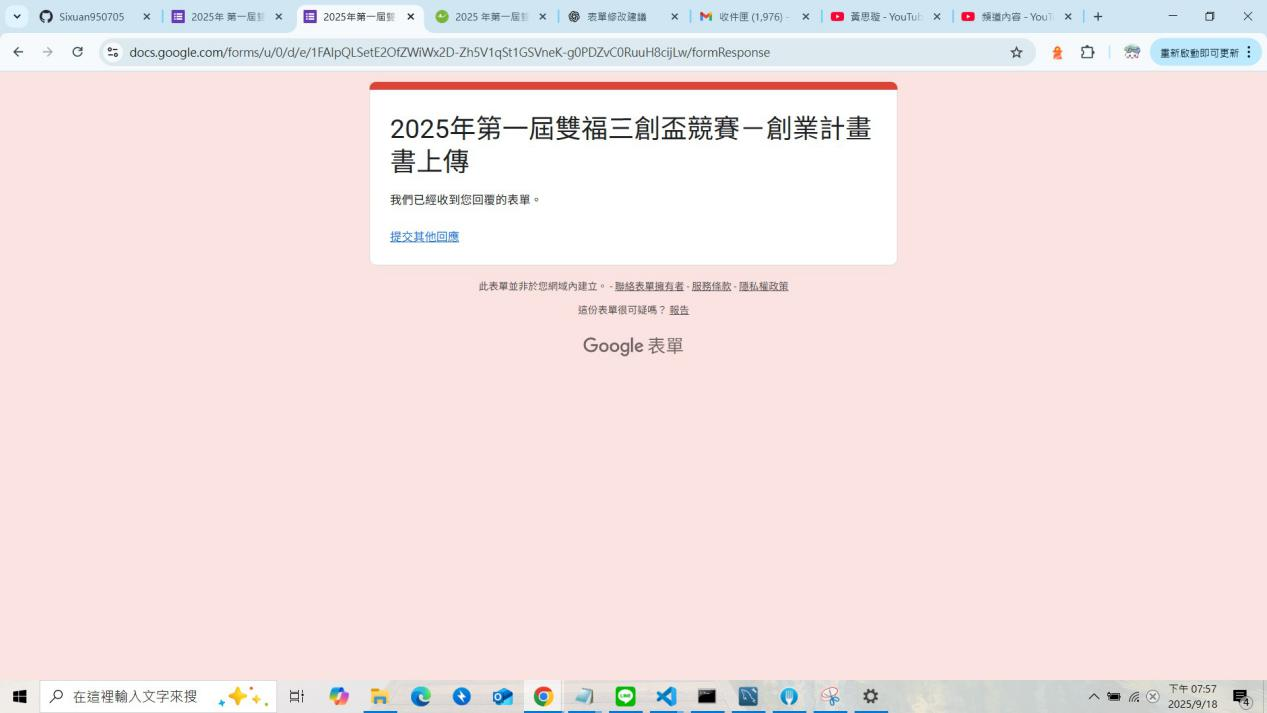 Sixuan950705
2025年 第一屆雙
2025年第一屆雙
2025 年第一屆
表單修改建議
收件匣 (1,976) -
黃思璇 - YouTub
頻道內容 - YouT
docs.google.com/forms/u/0/d/e/1FAIpQLSetE2OfZWiWx2D-Zh5V1qSt1GSVneK-g0PDZvC0RuuH8cijLw/formResponse
重新啟動即可更新
2025年第一屆雙福三創盃競賽－創業計畫
書上傳
我們已經收到您回覆的表單。
提交其他回應
此表單並非於您網域內建立。 - 聯絡表單擁有者 - 服務條款 - 隱私權政策
這份表單很可疑嗎？ 報告
Google 表單
在這裡輸入文字來搜
下午 07:57
2025/9/18
4